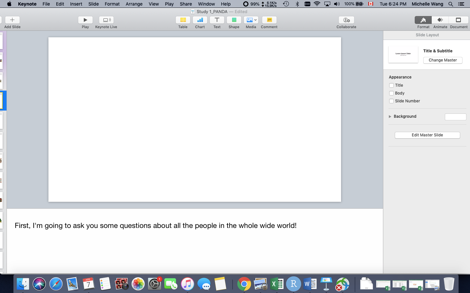 Keynote File Edit Insert Slide Format Arrange View Play Share Window Help 100% Tue 6:24 PM Michelle Wang
Study 1_PANDA — Edited
Add Slide Play Keynote Live Table Chart Text Shape Media Comment Collaborate Format Animate Document
Slide Layout
Title & Subtitle
Change Master
Appearance
Title
Body
Slide Number
Background
Edit Master Slide
First, I'm going to ask you some questions about all the people in the whole wide world!